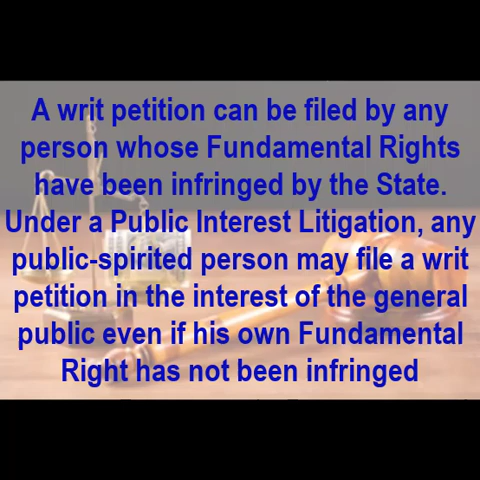 A writ petition can be filed by any
person whose Fundamental Rights
have been infringed by the State.
Under a Public Interest Litigation, any
public-spirited person may file a writ
petition in the interest of the general
public even if his own Fundamental
Right has not been infringed